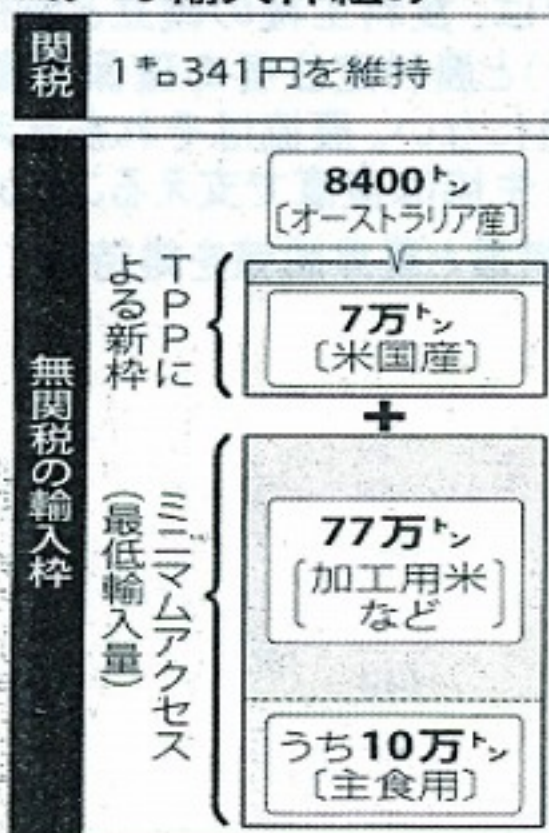 関税
1㌔341円を維持
無関税の輸入枠
TPPに
よる新枠
8400㌧
〔オーストラリア産〕
7万㌧
〔米国産〕
+
ミニマムアクセス
(最低輸入量)
77万㌧
〔加工用米
など〕
うち10万㌧
〔主食用〕